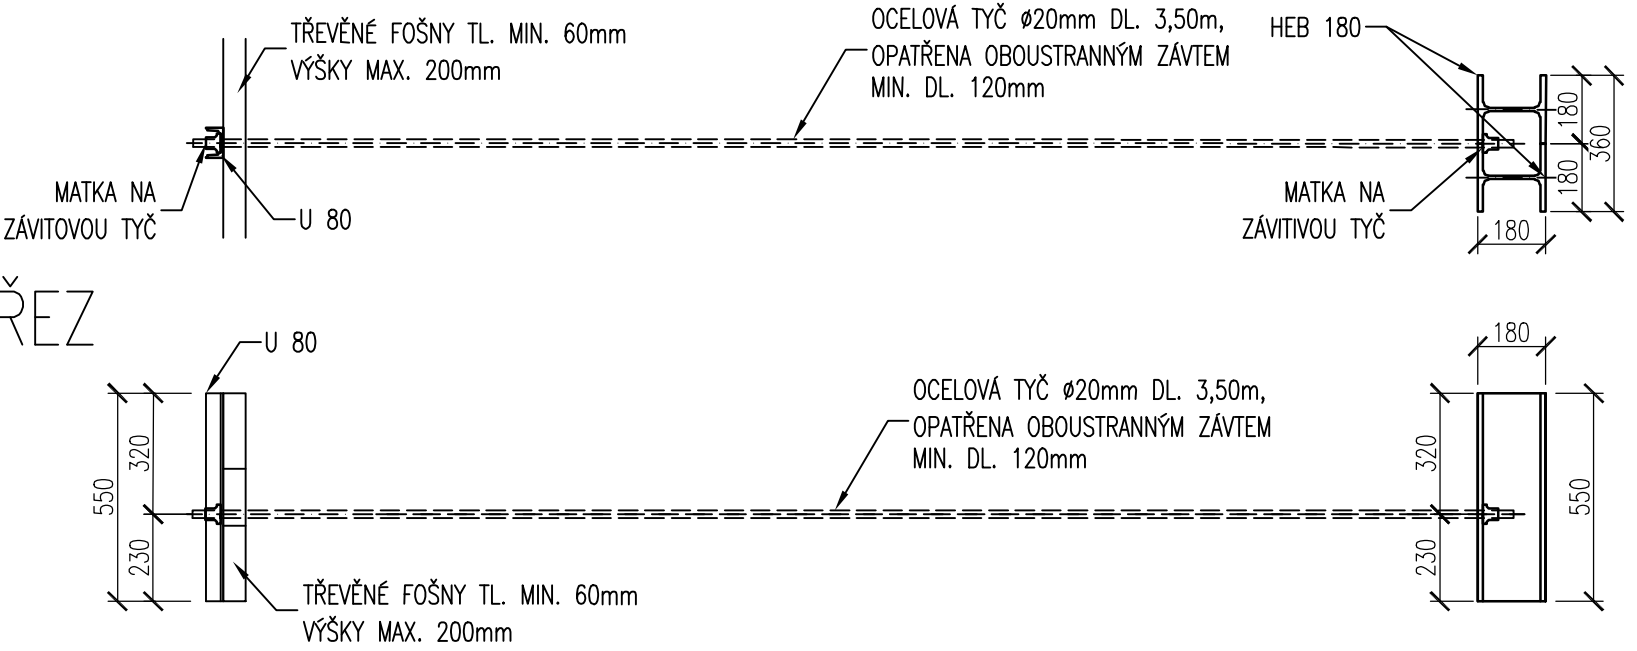 TŘEVĚNÉ FOŠNY TL. MIN. 60mm
VÝŠKY MAX. 200mm
OCELOVÁ TYČ ø20mm DL. 3,50m,
OPATŘENA OBOUSTRANNÝM ZÁVTEM
MIN. DL. 120mm
HEB 180
180
360
180
180
MATKA NA
ZÁVITOVOU TYČ
U 80
MATKA NA
ZÁVITIVOU TYČ
ŘEZ
U 80
180
OCELOVÁ TYČ ø20mm DL. 3,50m,
OPATŘENA OBOUSTRANNÝM ZÁVTEM
MIN. DL. 120mm
320
550
230
320
550
230
TŘEVĚNÉ FOŠNY TL. MIN. 60mm
VÝŠKY MAX. 200mm